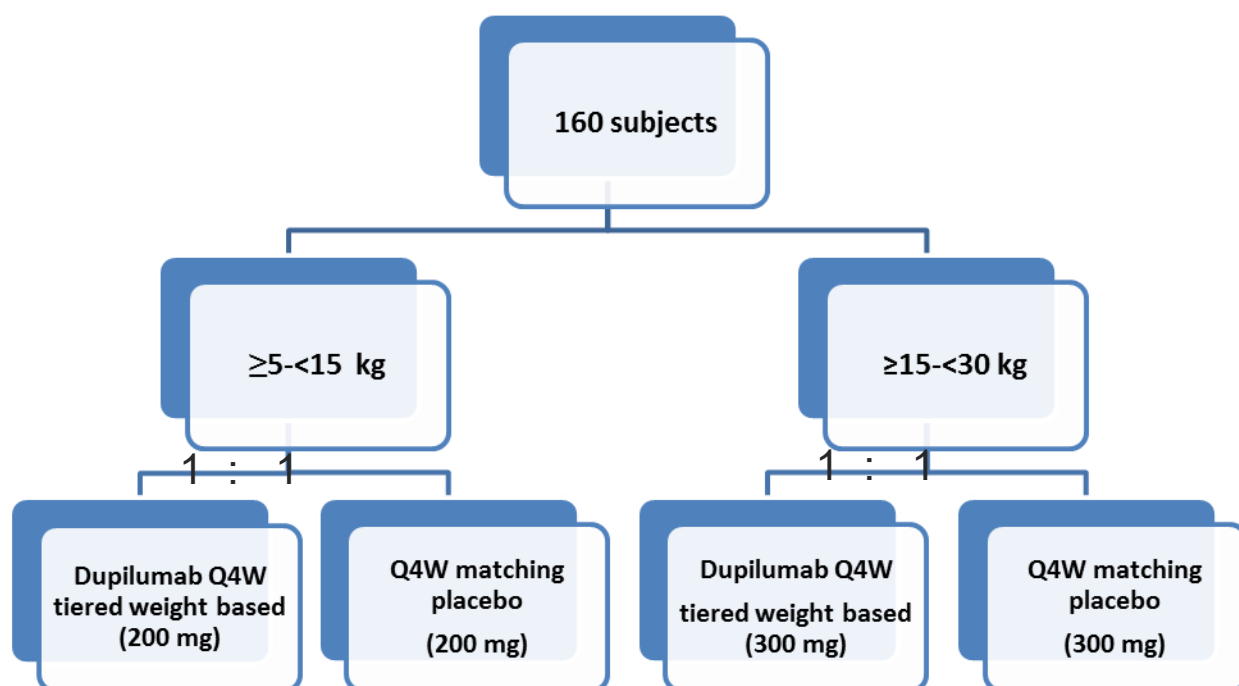 160 subjects
≥5-<15 kg
≥15-<30 kg
1 : 1
1 : 1
Dupilumab Q4W
tiered weight based
(200 mg)
Q4W matching
placebo
(200 mg)
Dupilumab Q4W
tiered weight based
(300 mg)
Q4W matching
placebo
(300 mg)